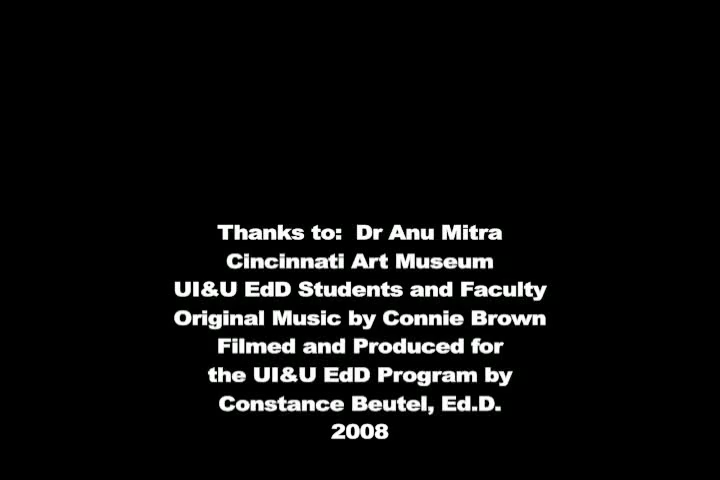 Thanks to:  Dr Anu Mitra
Cincinnati Art Museum
UI&U EdD Students and Faculty
Original Music by Connie Brown
Filmed and Produced for
the UI&U EdD Program by
Constance Beutel, Ed.D.
2008